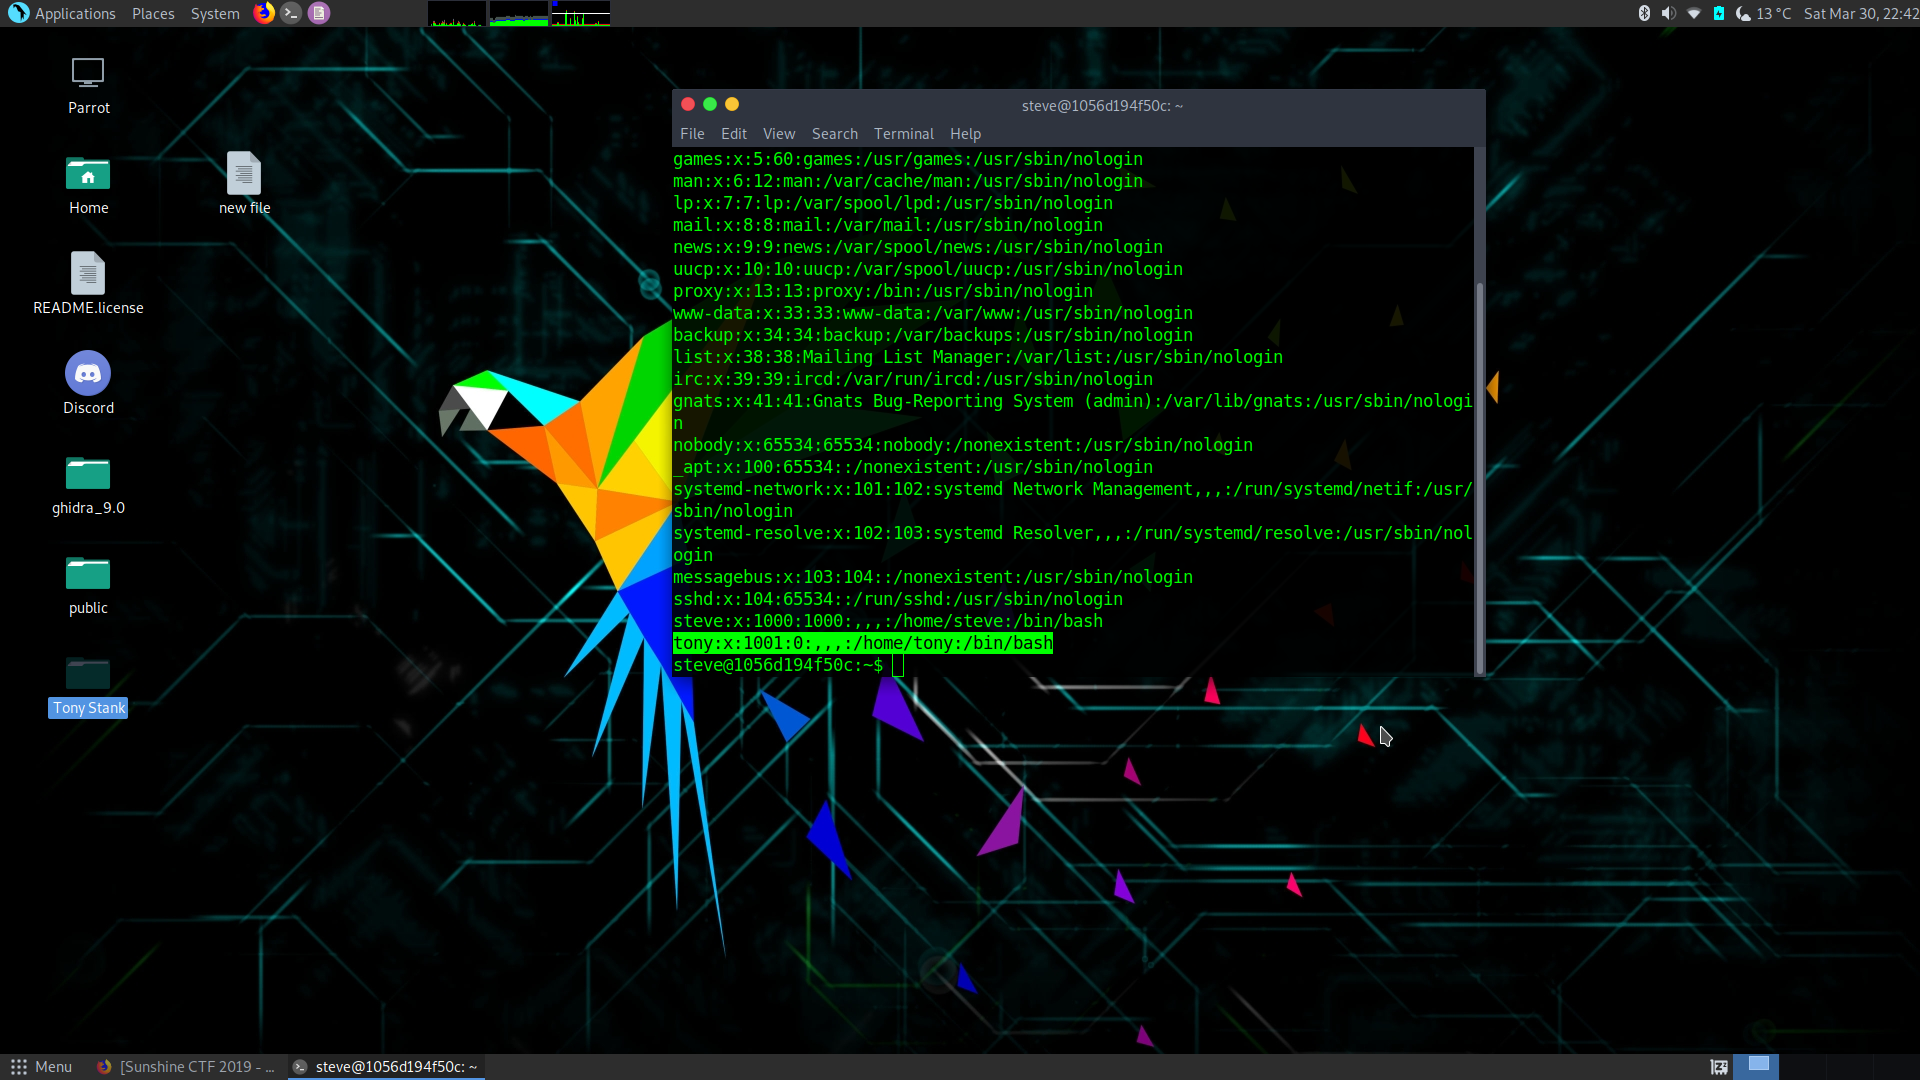 Applications Places System
13 °C Sat Mar 30, 22:42
Parrot
Home
new file
README.license
Discord
ghidra_9.0
public
Tony Stank
steve@1056d194f50c: ~
File Edit View Search Terminal Help
games:x:5:60:games:/usr/games:/usr/sbin/nologin
man:x:6:12:man:/var/cache/man:/usr/sbin/nologin
lp:x:7:7:lp:/var/spool/lpd:/usr/sbin/nologin
mail:x:8:8:mail:/var/mail:/usr/sbin/nologin
news:x:9:9:news:/var/spool/news:/usr/sbin/nologin
uucp:x:10:10:uucp:/var/spool/uucp:/usr/sbin/nologin
proxy:x:13:13:proxy:/bin:/usr/sbin/nologin
www-data:x:33:33:www-data:/var/www:/usr/sbin/nologin
backup:x:34:34:backup:/var/backups:/usr/sbin/nologin
list:x:38:38:Mailing List Manager:/var/list:/usr/sbin/nologin
irc:x:39:39:ircd:/var/run/ircd:/usr/sbin/nologin
gnats:x:41:41:Gnats Bug-Reporting System (admin):/var/lib/gnats:/usr/sbin/nologi
n
nobody:x:65534:65534:nobody:/nonexistent:/usr/sbin/nologin
_apt:x:100:65534::/nonexistent:/usr/sbin/nologin
systemd-network:x:101:102:systemd Network Management,,,:/run/systemd/netif:/usr/
sbin/nologin
systemd-resolve:x:102:103:systemd Resolver,,,:/run/systemd/resolve:/usr/sbin/nol
ogin
messagebus:x:103:104::/nonexistent:/usr/sbin/nologin
sshd:x:104:65534::/run/sshd:/usr/sbin/nologin
steve:x:1000:1000:,,,:/home/steve:/bin/bash
tony:x:1001:0:,,,:/home/tony:/bin/bash
steve@1056d194f50c:~$
Menu [Sunshine CTF 2019 - ... steve@1056d194f50c: ~